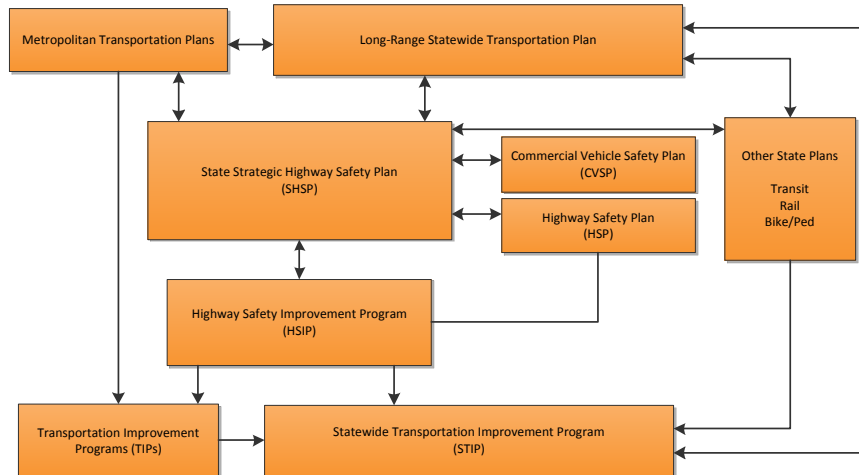 Metropolitan Transportation Plans
Long-Range Statewide Transportation Plan
State Strategic Highway Safety Plan
(SHSP)
Commercial Vehicle Safety Plan
(CVSP)
Highway Safety Plan
(HSP)
Other State Plans
Transit
Rail
Bike/Ped
Highway Safety Improvement Program
(HSIP)
Transportation Improvement
Programs (TIPs)
Statewide Transportation Improvement Program
(STIP)